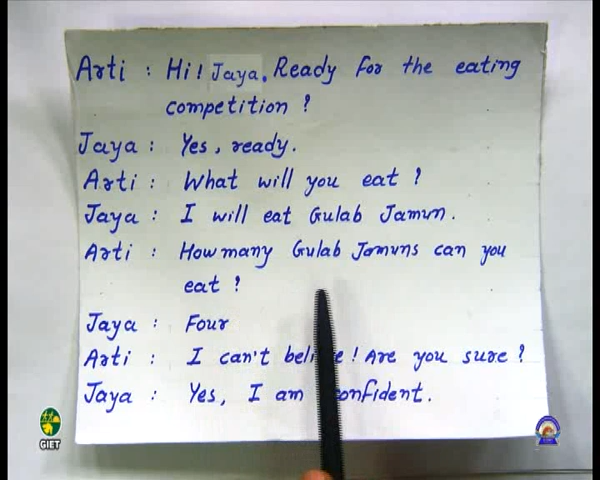 Arti : Hi! Jaya. Ready for the eating
competition ?
Jaya : Yes, ready.
Arti : What will you eat ?
Jaya : I will eat Gulab Jamun.
Arti : How many Gulab Jamuns can you
eat ?
Jaya : Four
Arti : I can't ! Are you sure ?
Jaya : Yes, I am confident.
GIET